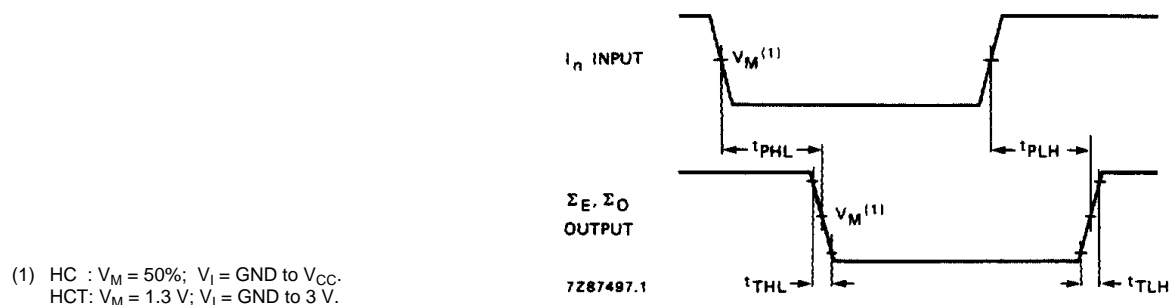 Iₙ INPUT
V_M(1)
t_PHL
t_PLH
Σ_E, Σ_O
OUTPUT
V_M(1)
t_THL
7Z87497.1
t_TLH
(1) HC : V_M = 50%; V_I = GND to V_CC.
HCT: V_M = 1.3 V; V_I = GND to 3 V.